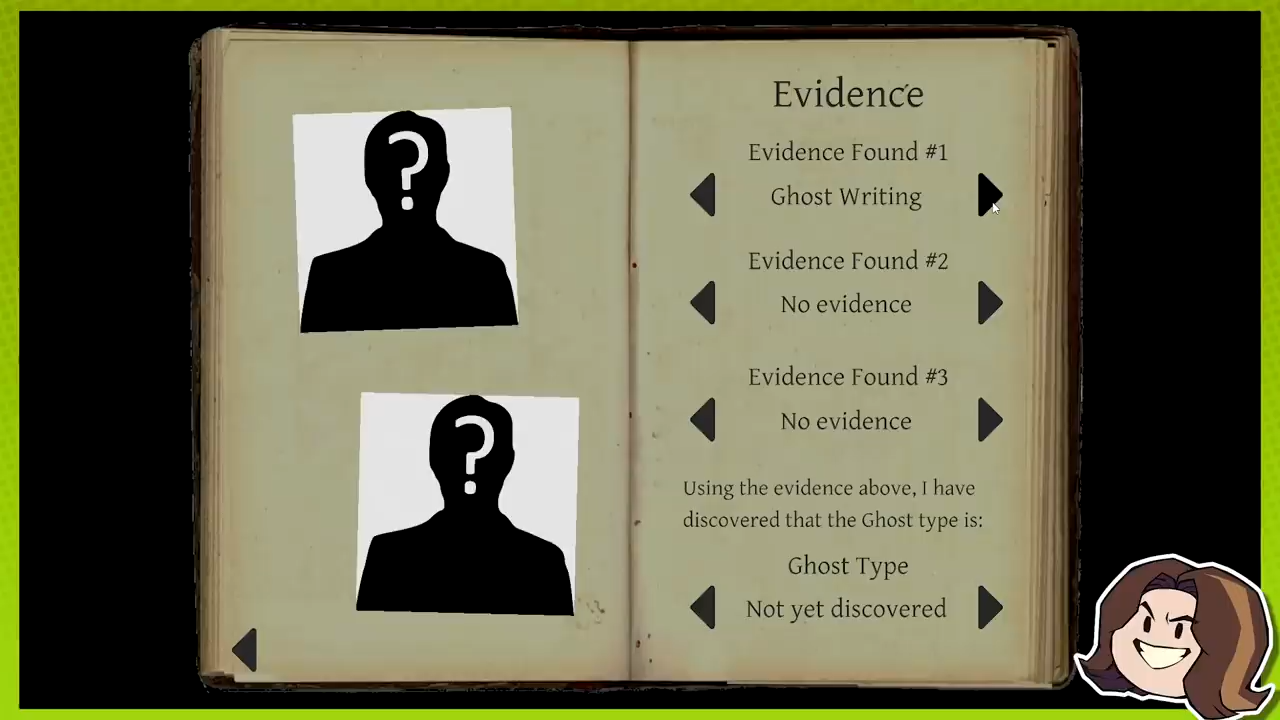 Evidence
Evidence Found #1
Ghost Writing
Evidence Found #2
No evidence
Evidence Found #3
No evidence
Using the evidence above, I have
discovered that the Ghost type is:
Ghost Type
Not yet discovered